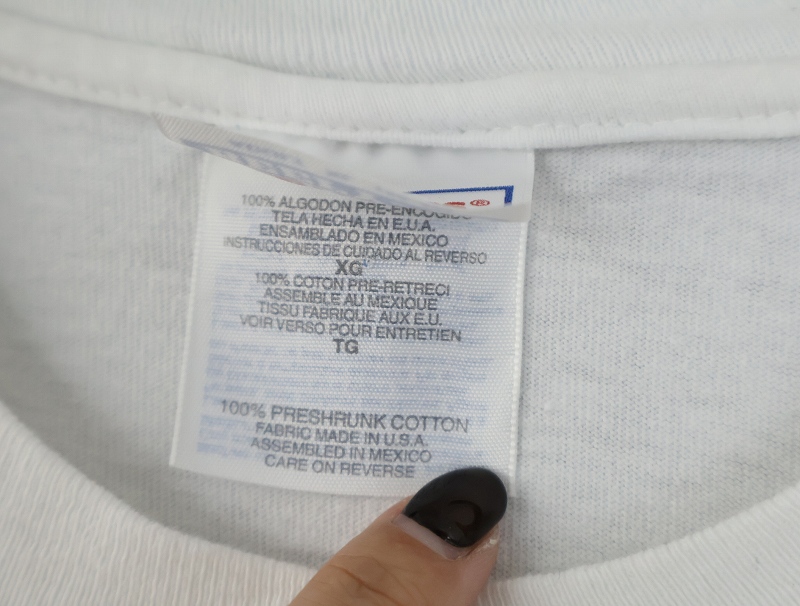 ®
100% ALGODON PRE-ENCOGIDO
TELA HECHA EN E.U.A.
ENSAMBLADO EN MEXICO
INSTRUCCIONES DE CUIDADO AL REVERSO
XG
100% COTON PRE-RETRECI
ASSEMBLE AU MEXIQUE
TISSU FABRIQUE AUX E.U.
VOIR VERSO POUR ENTRETIEN
TG
100% PRESHRUNK COTTON
FABRIC MADE IN U.S.A.
ASSEMBLED IN MEXICO
CARE ON REVERSE